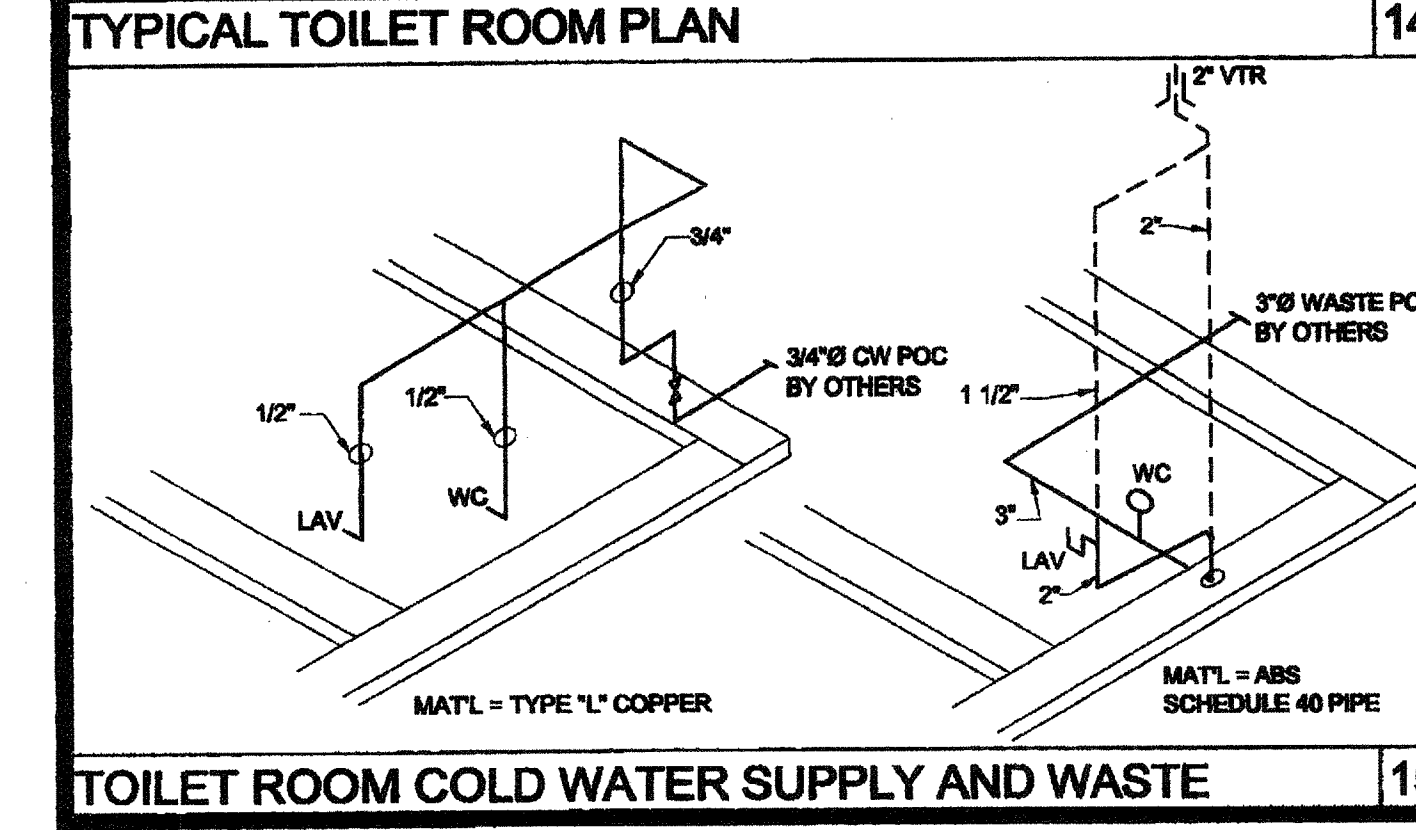 TYPICAL TOILET ROOM PLAN
14
2" VTR
3/4"
2"
3"Ø WASTE PO
BY OTHERS
3/4"Ø CW POC
BY OTHERS
1/2"
1/2"
1 1/2"
WC
LAV
WC
3"
LAV
2"
MAT'L = TYPE "L" COPPER
MAT'L = ABS
SCHEDULE 40 PIPE
TOILET ROOM COLD WATER SUPPLY AND WASTE
15